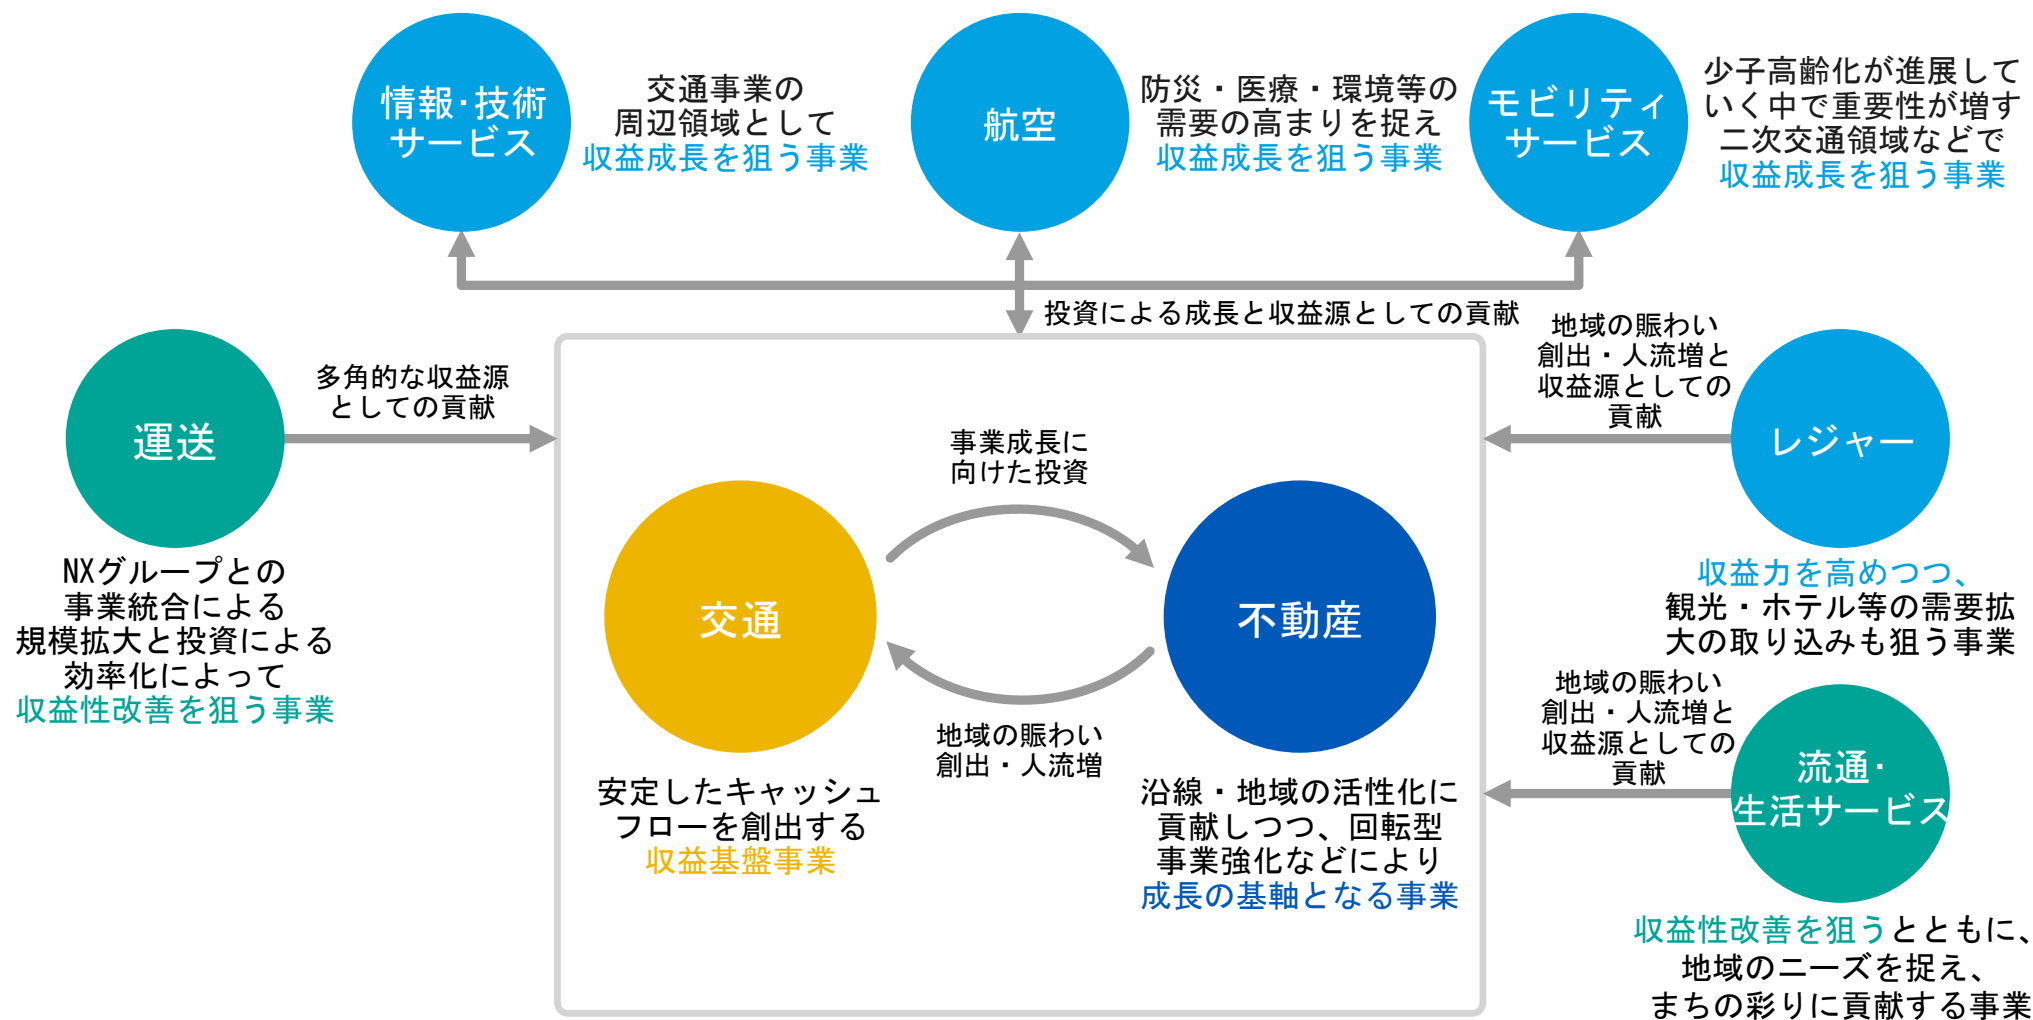 情報・技術
サービス
交通事業の
周辺領域として
収益成長を狙う事業
航空
防災・医療・環境等の
需要の高まりを捉え
収益成長を狙う事業
モビリティ
サービス
少子高齢化が進展して
いく中で重要性が増す
二次交通領域などで
収益成長を狙う事業
投資による成長と収益源としての貢献
運送
多角的な収益源
としての貢献
NXグループとの
事業統合による
規模拡大と投資による
効率化によって
収益性改善を狙う事業
事業成長に
向けた投資
交通
不動産
地域の賑わい
創出・人流増
安定したキャッシュ
フローを創出する
収益基盤事業
沿線・地域の活性化に
貢献しつつ、回転型
事業強化などにより
成長の基軸となる事業
地域の賑わい
創出・人流増と
収益源としての
貢献
レジャー
収益力を高めつつ、
観光・ホテル等の需要拡
大の取り込みも狙う事業
地域の賑わい
創出・人流増と
収益源としての
貢献
流通・
生活サービス
収益性改善を狙うとともに、
地域のニーズを捉え、
まちの彩りに貢献する事業